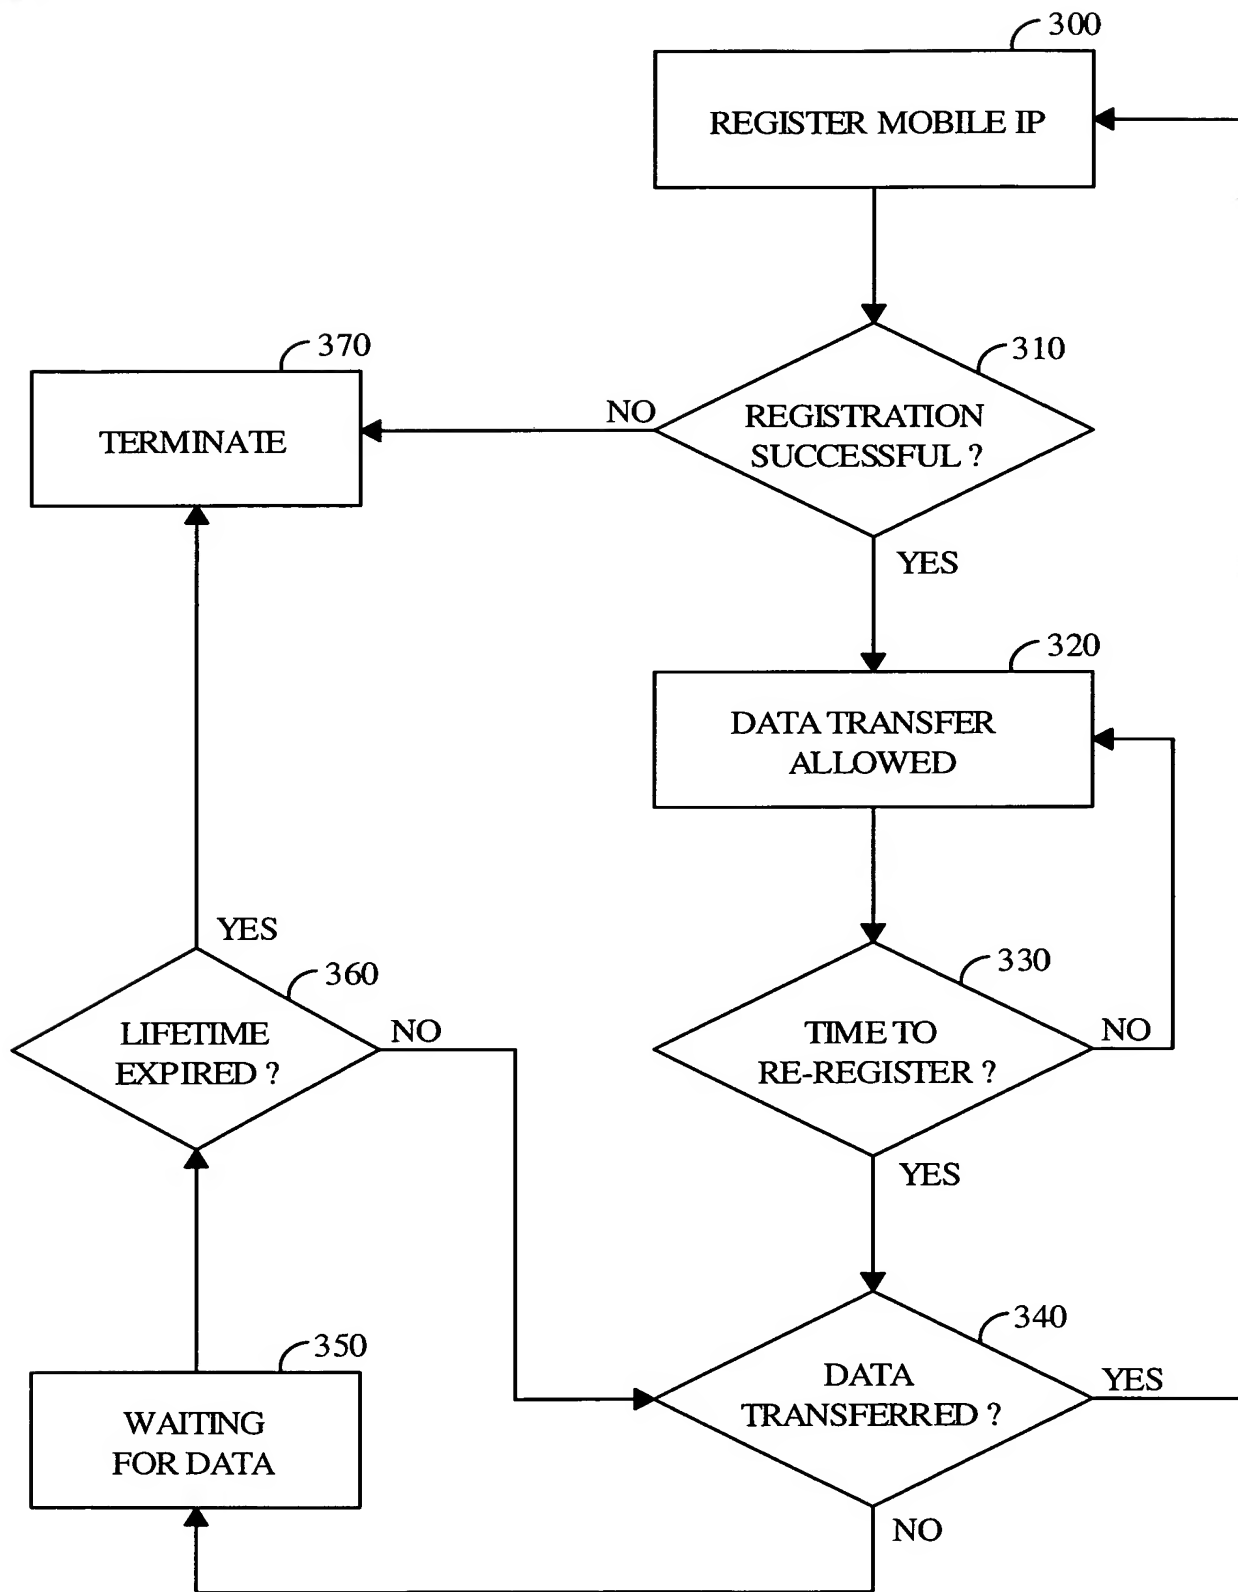 300
REGISTER MOBILE IP
310
REGISTRATION
SUCCESSFUL ?
NO
YES
370
TERMINATE
320
DATA TRANSFER
ALLOWED
330
TIME TO
RE-REGISTER ?
NO
YES
360
LIFETIME
EXPIRED ?
YES
NO
340
DATA
TRANSFERRED ?
YES
NO
350
WAITING
FOR DATA